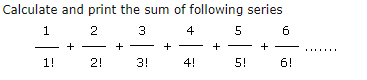 Calculate and print the sum of following series
1 2 3 4 5 6
+ + + + + .......
1! 2! 3! 4! 5! 6!